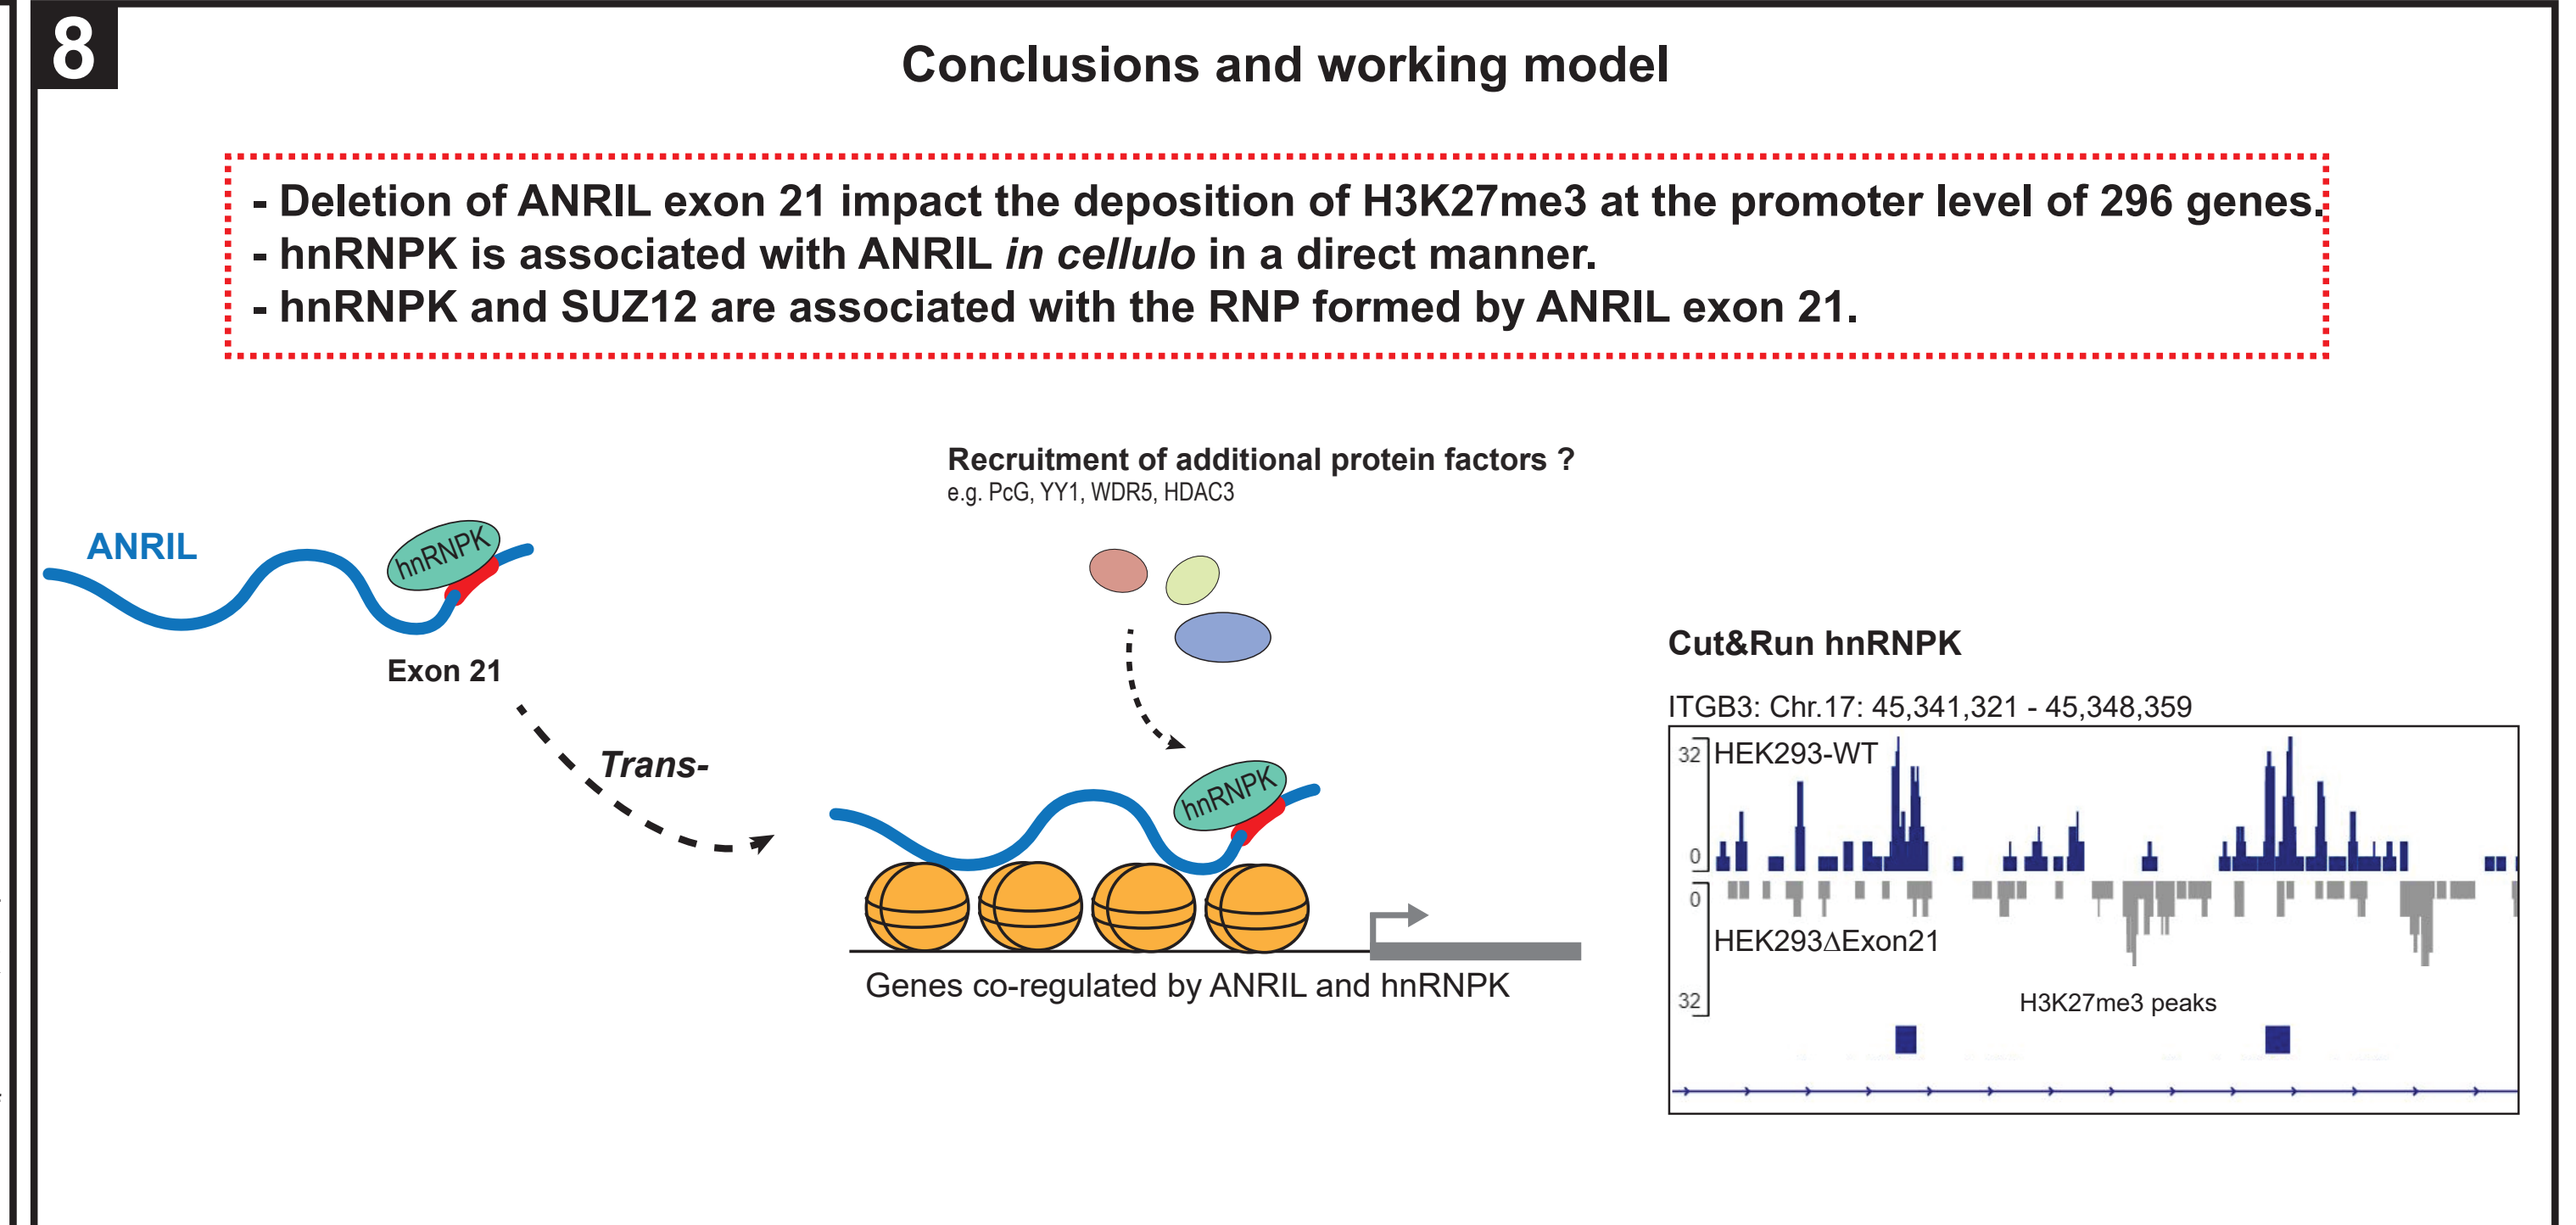 8
Conclusions and working model
- Deletion of ANRIL exon 21 impact the deposition of H3K27me3 at the promoter level of 296 genes.
- hnRNPK is associated with ANRIL in cellulo in a direct manner.
- hnRNPK and SUZ12 are associated with the RNP formed by ANRIL exon 21.
Recruitment of additional protein factors ?
e.g. PcG, YY1, WDR5, HDAC3
ANRIL
hnRNPK
Exon 21
Trans-
hnRNPK
Genes co-regulated by ANRIL and hnRNPK
Cut&Run hnRNPK
ITGB3: Chr.17: 45,341,321 - 45,348,359
32
HEK293-WT
0
0
HEK293ΔExon21
32
H3K27me3 peaks